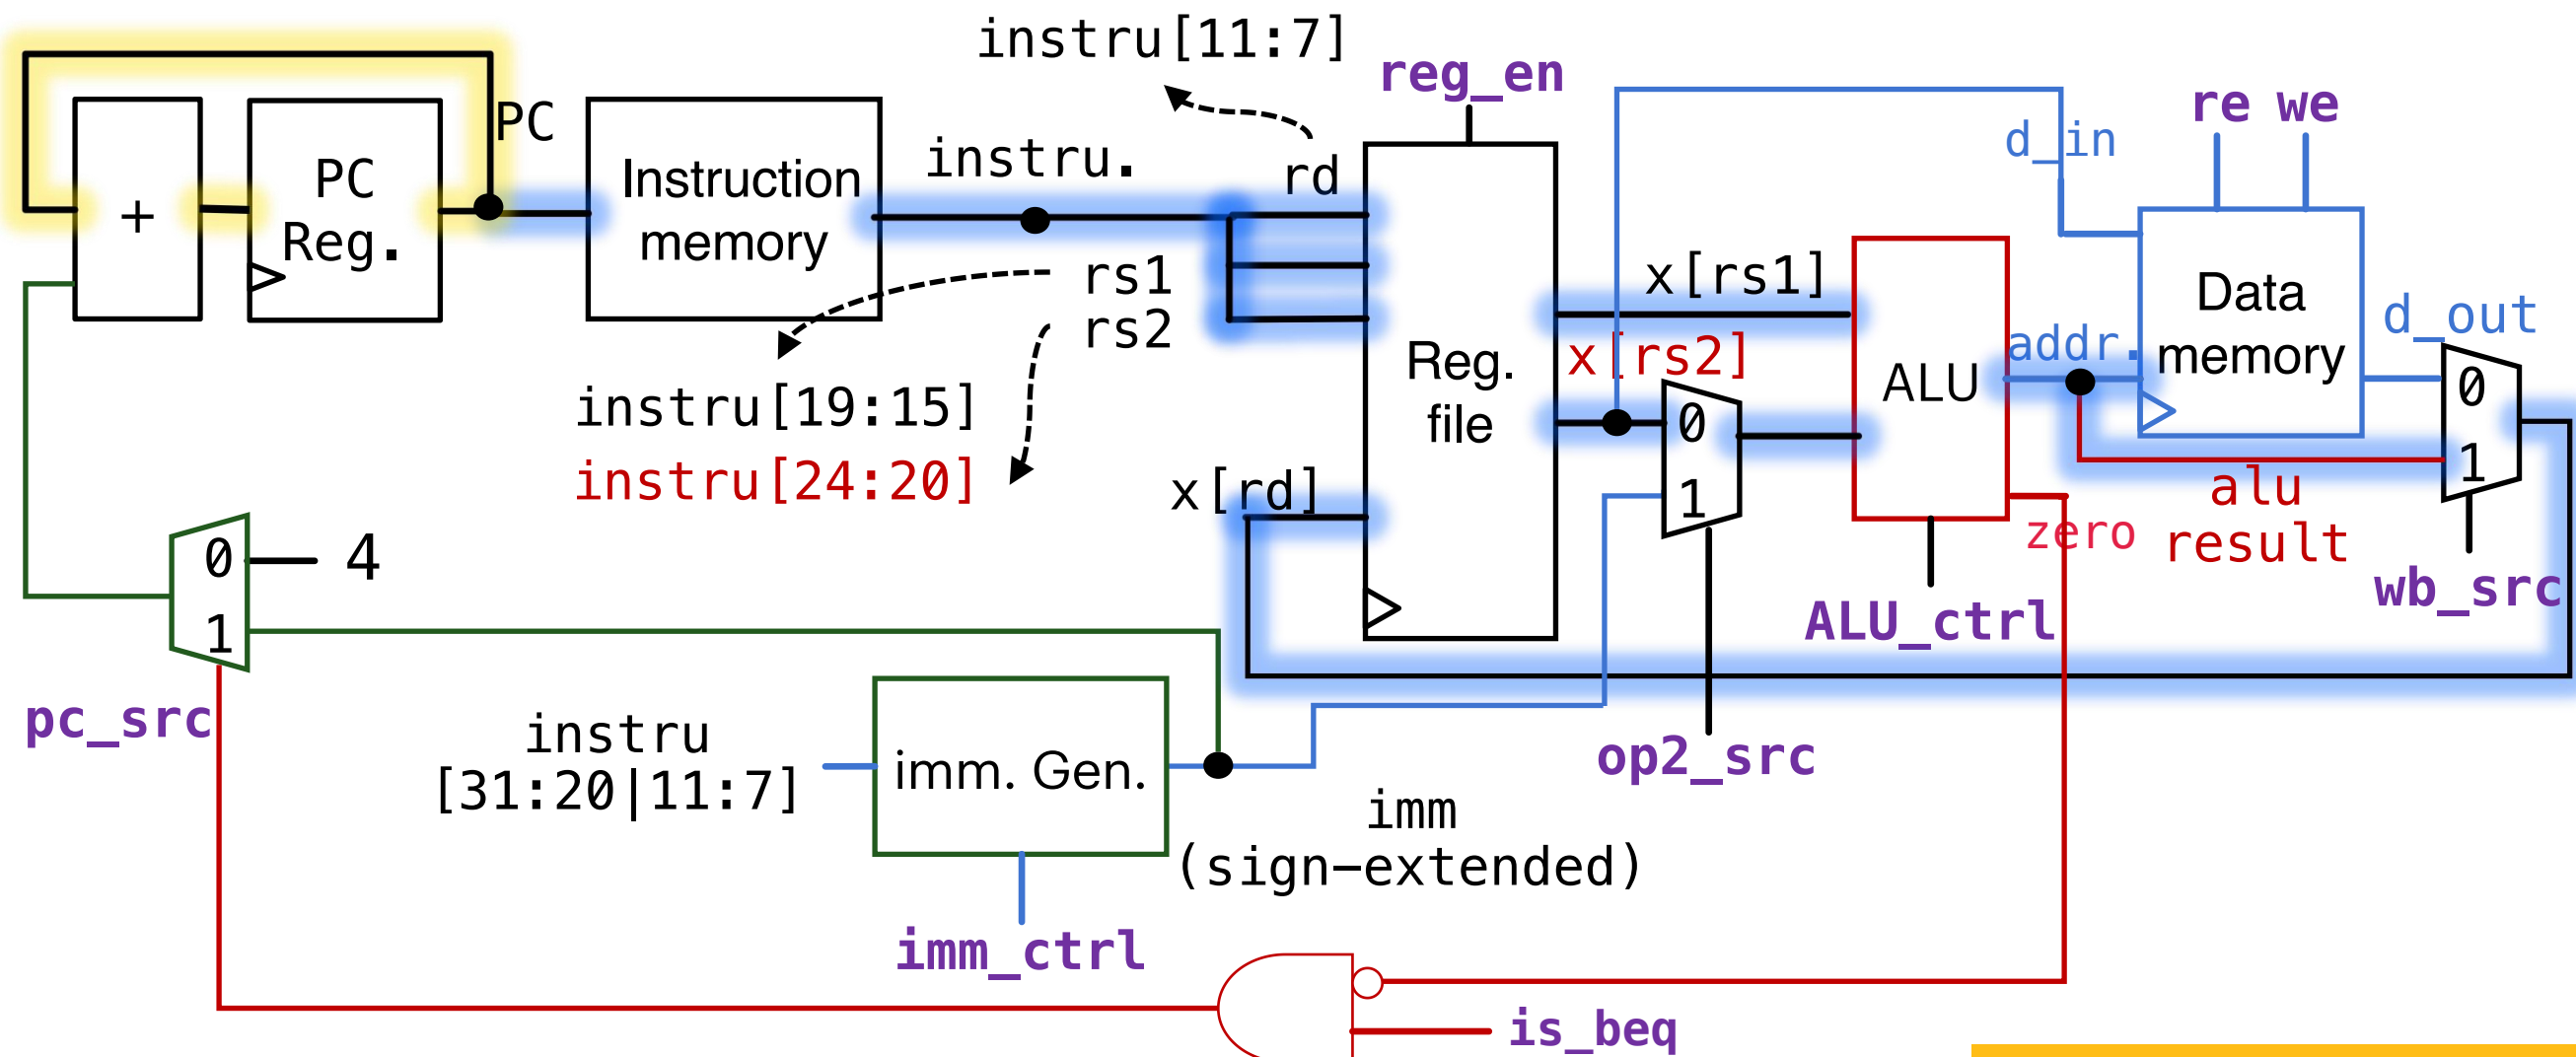 instru[11:7]
reg_en
re we
PC
d_in
instru.
rd
PC
Reg.
+
Instruction
memory
rs1
rs2
x[rs1]
x[rs2]
Data
memory
addr.
d_out
Reg.
file
ALU
0
1
0
1
instru[19:15]
instru[24:20]
x[rd]
zero
alu
result
wb_src
ALU_ctrl
0
4
1
pc_src
instru
[31:20|11:7]
imm. Gen.
op2_src
imm
(sign-extended)
imm_ctrl
is_beq